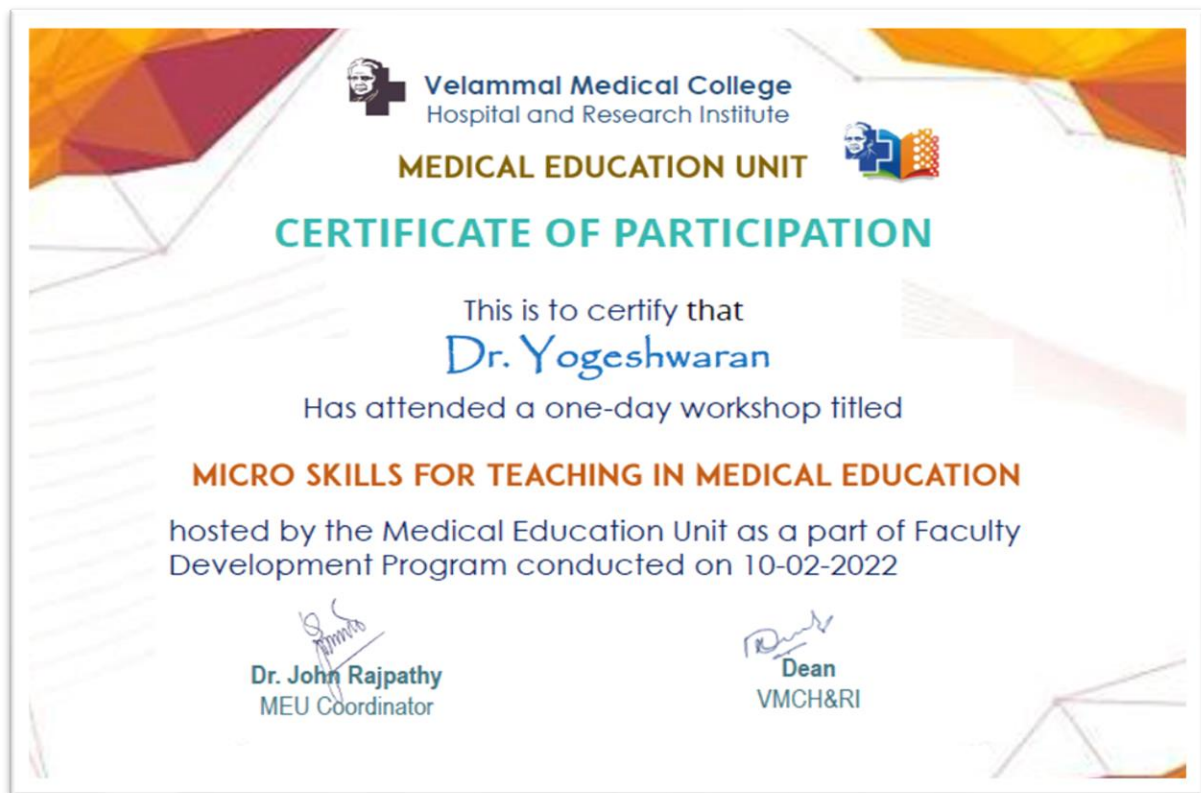 Velammal Medical College
Hospital and Research Institute
MEDICAL EDUCATION UNIT
CERTIFICATE OF PARTICIPATION
This is to certify that
Dr. Yogeshwaran
Has attended a one-day workshop titled
MICRO SKILLS FOR TEACHING IN MEDICAL EDUCATION
hosted by the Medical Education Unit as a part of Faculty
Development Program conducted on 10-02-2022
Dr. John Rajpathy
MEU Coordinator
Dean
VMCH&RI